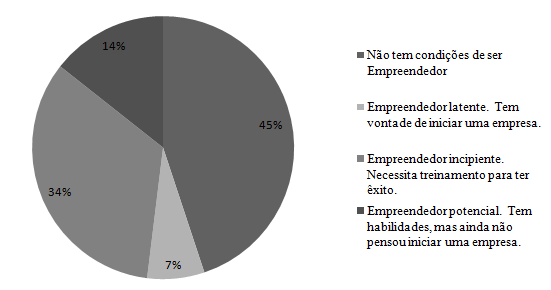 14%
45%
34%
7%
Não tem condições de ser
Empreendedor
Empreendedor latente. Tem
vontade de iniciar uma empresa.
Empreendedor incipiente.
Necessita treinamento para ter
êxito.
Empreendedor potencial. Tem
habilidades, mas ainda não
pensou iniciar uma empresa.